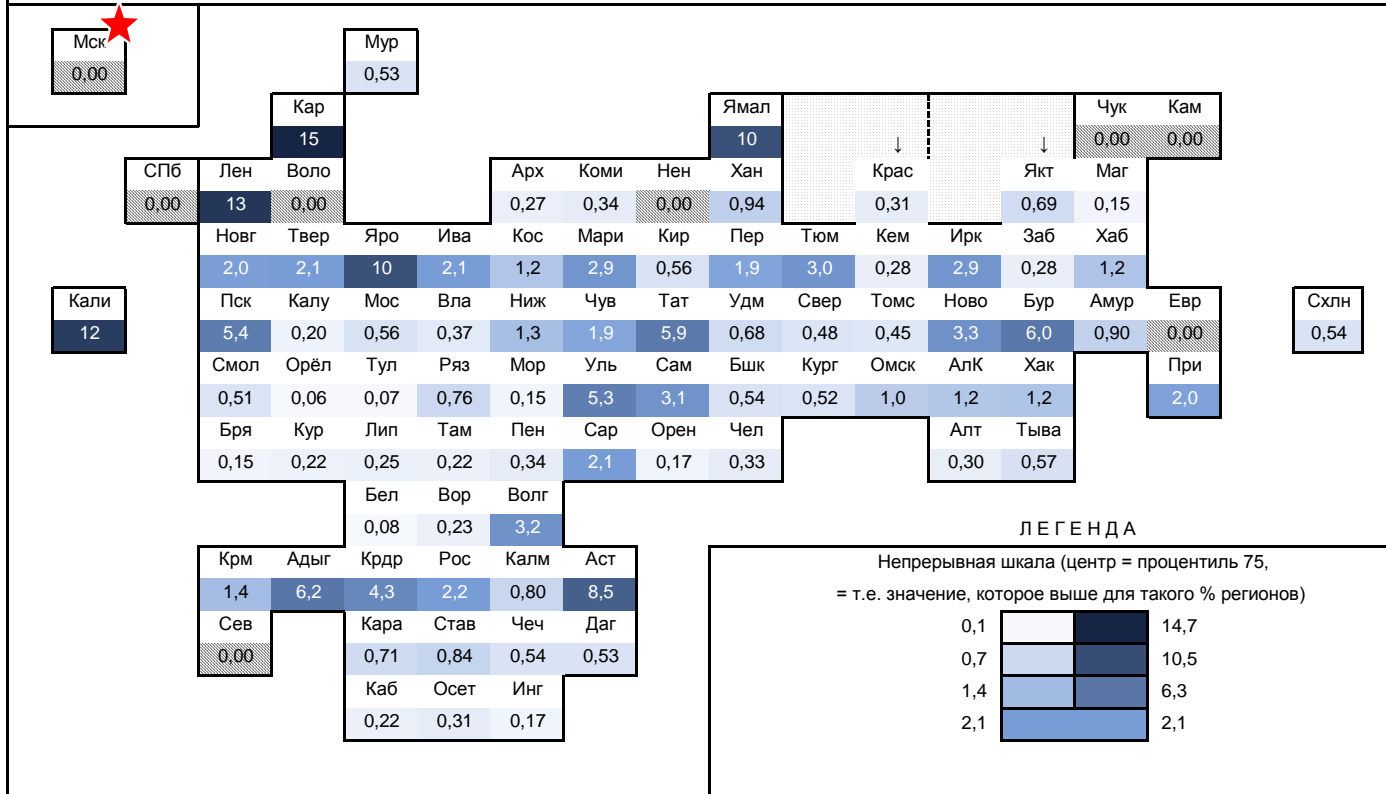 Мск Мур
0,00 0,53
Кар Ямал Чук Кам
15 10 ↓ ↓ 0,00 0,00
СПб Лен Воло Арх Коми Нен Хан Крас Якт Маг
0,00 13 0,00 0,27 0,34 0,00 0,94 0,31 0,69 0,15
Новг Твер Яро Ива Кос Мари Кир Пер Тюм Кем Ирк Заб Хаб
2,0 2,1 10 2,1 1,2 2,9 0,56 1,9 3,0 0,28 2,9 0,28 1,2
Кали Пск Калу Мос Вла Ниж Чув Тат Удм Свер Томс Ново Бур Амур Евр Схлн
12 5,4 0,20 0,56 0,37 1,3 1,9 5,9 0,68 0,48 0,45 3,3 6,0 0,90 0,00 0,54
Смол Орёл Тул Ряз Мор Уль Сам Бшк Кург Омск АлК Хак При
0,51 0,06 0,07 0,76 0,15 5,3 3,1 0,54 0,52 1,0 1,2 1,2 2,0
Бря Кур Лип Там Пен Сар Орен Чел Алт Тыва
0,15 0,22 0,25 0,22 0,34 2,1 0,17 0,33 0,30 0,57
Бел Вор Волг
0,08 0,23 3,2
Крм Адыг Крдр Рос Калм Аст
1,4 6,2 4,3 2,2 0,80 8,5
Сев Кара Став Чеч Даг
0,00 0,71 0,84 0,54 0,53
Каб Осет Инг
0,22 0,31 0,17
Л Е Г Е Н Д А
Непрерывная шкала (центр = процентиль 75,
= т.е. значение, которое выше для такого % регионов)
0,1 14,7
0,7 10,5
1,4 6,3
2,1 2,1